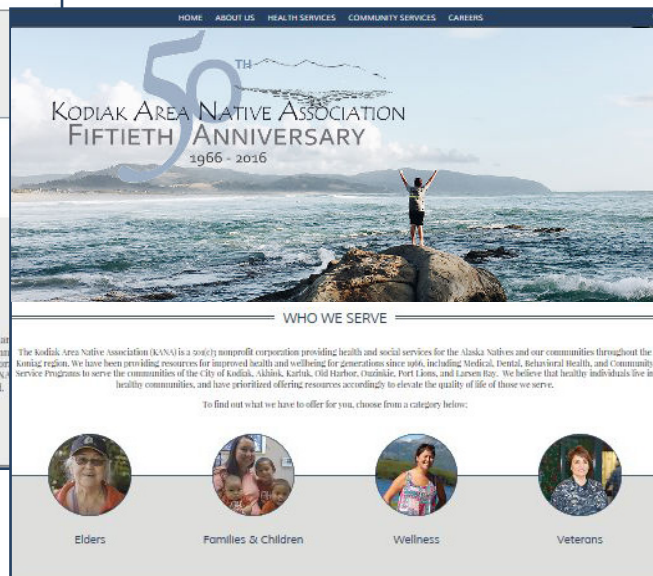 HOME ABOUT US HEALTH SERVICES COMMUNITY SERVICES CAREERS
50TH
KODIAK AREA NATIVE ASSOCIATION
FIFTIETH ANNIVERSARY
1966 - 2016
WHO WE SERVE
The Kodiak Area Native Association (KANA) is a 501(c)3 nonprofit corporation providing health and social services for the Alaska Natives and our communities throughout the
Koniag region. We have been providing resources for improved health and wellbeing for generations since 1966, including Medical, Dental, Behavioral Health, and Community
Service Programs to serve the communities of the City of Kodiak, Akhiok, Karluk, Old Harbor, Ouzinkie, Port Lions, and Larsen Bay. We believe that healthy individuals live in
healthy communities, and have prioritized offering resources accordingly to elevate the quality of life of those we serve.
To find out what we have to offer for you, choose from a category below:
Elders Families & Children Wellness Veterans